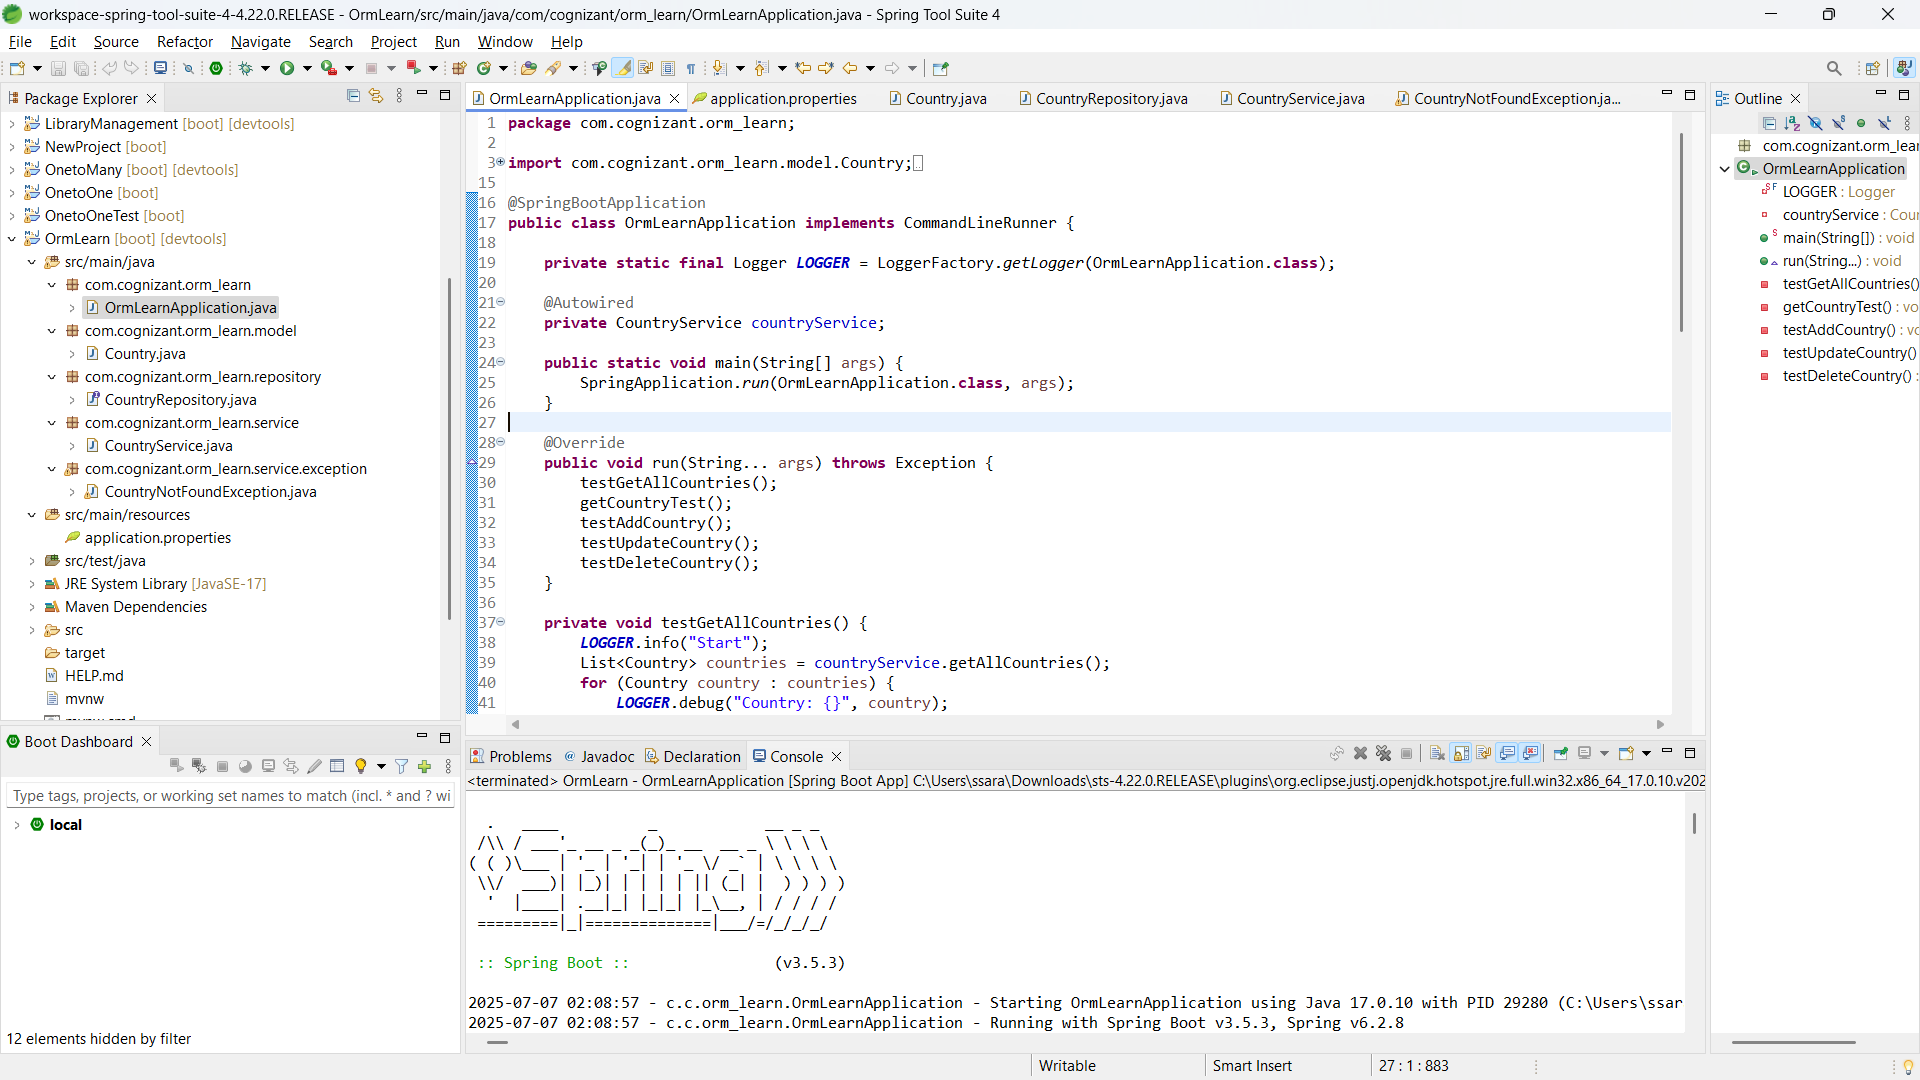 workspace-spring-tool-suite-4-4.22.0.RELEASE - OrmLearn/src/main/java/com/cognizant/orm_learn/OrmLearnApplication.java - Spring Tool Suite 4
File Edit Source Refactor Navigate Search Project Run Window Help
Package Explorer
LibraryManagement [boot] [devtools]
NewProject [boot]
OnetoMany [boot] [devtools]
OnetoOne [boot]
OnetoOneTest [boot]
OrmLearn [boot] [devtools]
src/main/java
com.cognizant.orm_learn
OrmLearnApplication.java
com.cognizant.orm_learn.model
Country.java
com.cognizant.orm_learn.repository
CountryRepository.java
com.cognizant.orm_learn.service
CountryService.java
com.cognizant.orm_learn.service.exception
CountryNotFoundException.java
src/main/resources
application.properties
src/test/java
JRE System Library [JavaSE-17]
Maven Dependencies
src
target
HELP.md
mvnw
Boot Dashboard
Type tags, projects, or working set names to match (incl. * and ? wi
local
12 elements hidden by filter
OrmLearnApplication.java application.properties Country.java CountryRepository.java CountryService.java CountryNotFoundException.ja...
1 package com.cognizant.orm_learn;
2
3 import com.cognizant.orm_learn.model.Country;
15
16 @SpringBootApplication
17 public class OrmLearnApplication implements CommandLineRunner {
18
19 private static final Logger LOGGER = LoggerFactory.getLogger(OrmLearnApplication.class);
20
21 @Autowired
22 private CountryService countryService;
23
24 public static void main(String[] args) {
25 SpringApplication.run(OrmLearnApplication.class, args);
26 }
27
28 @Override
29 public void run(String... args) throws Exception {
30 testGetAllCountries();
31 getCountryTest();
32 testAddCountry();
33 testUpdateCountry();
34 testDeleteCountry();
35 }
36
37 private void testGetAllCountries() {
38 LOGGER.info("Start");
39 List<Country> countries = countryService.getAllCountries();
40 for (Country country : countries) {
41 LOGGER.debug("Country: {}", country);
Problems Javadoc Declaration Console
<terminated> OrmLearn - OrmLearnApplication [Spring Boot App] C:\Users\ssara\Downloads\sts-4.22.0.RELEASE\plugins\org.eclipse.justj.openjdk.hotspot.jre.full.win32.x86_64_17.0.10.v202
Spring
:: Spring Boot :: (v3.5.3)
2025-07-07 02:08:57 - c.c.orm_learn.OrmLearnApplication - Starting OrmLearnApplication using Java 17.0.10 with PID 29280 (C:\Users\ssar
2025-07-07 02:08:57 - c.c.orm_learn.OrmLearnApplication - Running with Spring Boot v3.5.3, Spring v6.2.8
Outline
com.cognizant.orm_lear
OrmLearnApplication
LOGGER : Logger
countryService : Cour
main(String[]) : void
run(String...) : void
testGetAllCountries()
getCountryTest() : vo
testAddCountry() : vo
testUpdateCountry()
testDeleteCountry() :
Writable Smart Insert 27 : 1 : 883